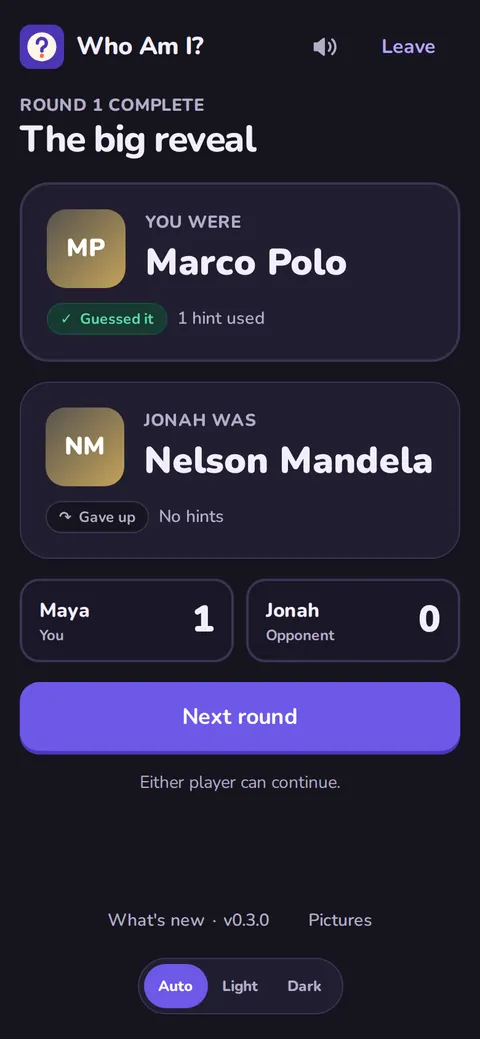 Who Am I?
Leave
ROUND 1 COMPLETE
The big reveal
MP
YOU WERE
Marco Polo
✓ Guessed it
1 hint used
NM
JONAH WAS
Nelson Mandela
↷ Gave up
No hints
Maya
You
1
Jonah
Opponent
0
Next round
Either player can continue.
What's new · v0.3.0
Pictures
Auto
Light
Dark